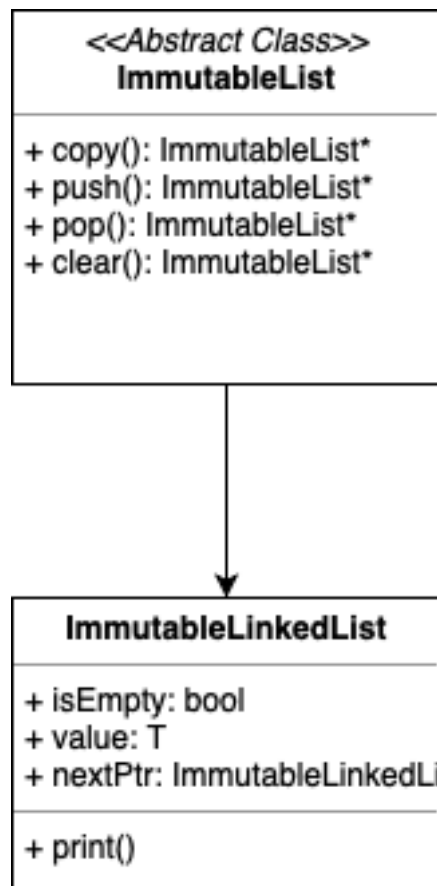 <<Abstract Class>>
ImmutableList
+ copy(): ImmutableList*
+ push(): ImmutableList*
+ pop(): ImmutableList*
+ clear(): ImmutableList*
ImmutableLinkedList
+ isEmpty: bool
+ value: T
+ nextPtr: ImmutableLinkedLi
+ print()